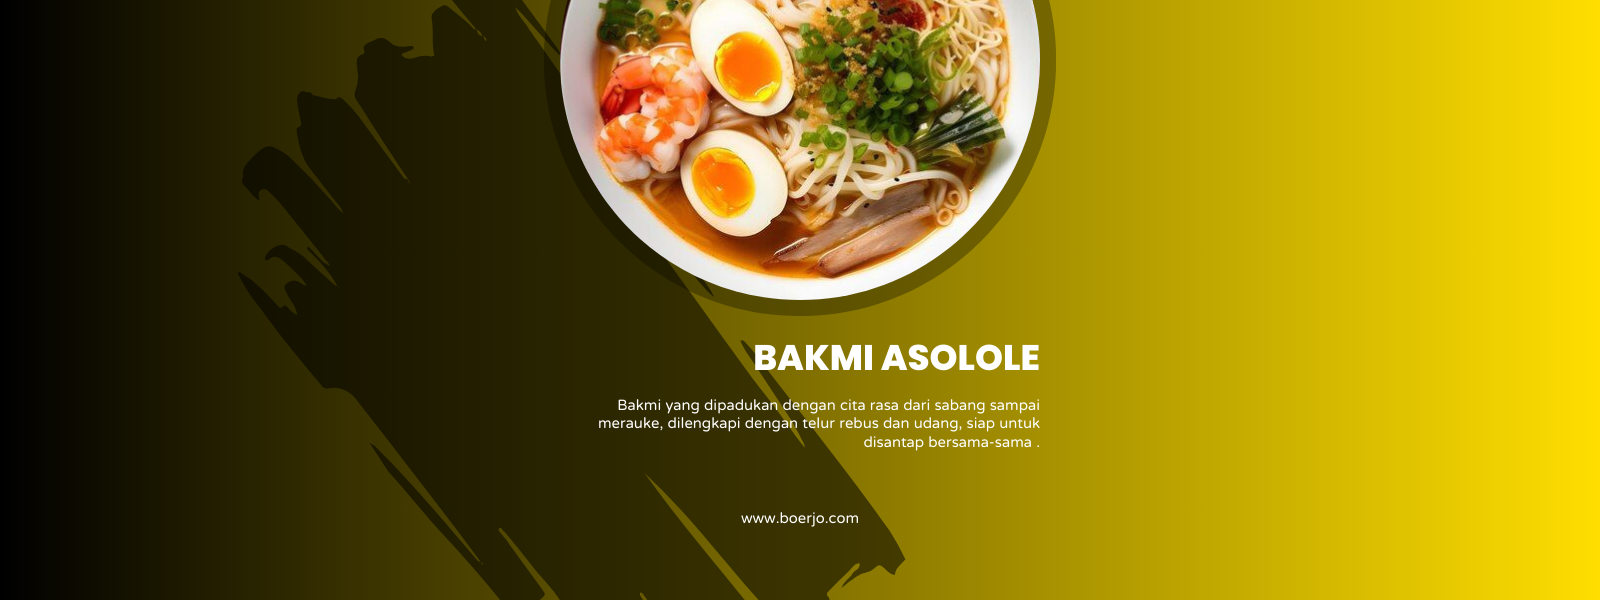 BAKMI ASOLOLE
Bakmi yang dipadukan dengan cita rasa dari sabang sampai
merauke, dilengkapi dengan telur rebus dan udang, siap untuk
disantap bersama-sama .
www.boerjo.com